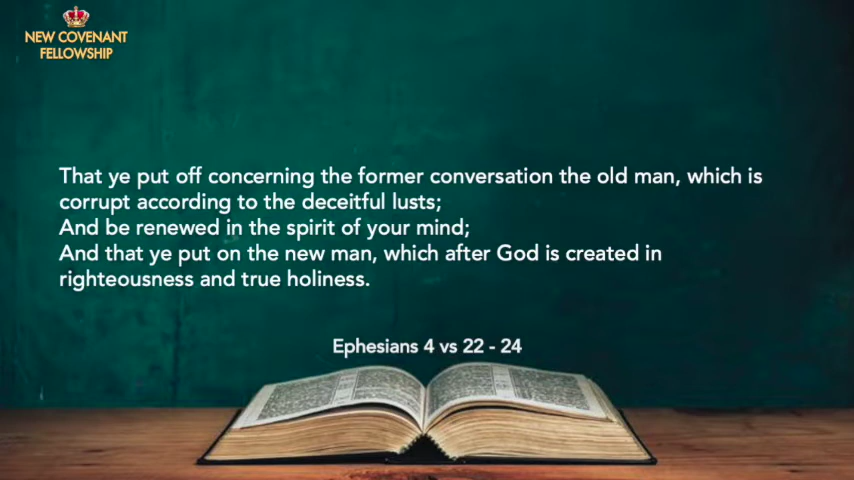 NEW COVENANT
FELLOWSHIP
That ye put off concerning the former conversation the old man, which is
corrupt according to the deceitful lusts;
And be renewed in the spirit of your mind;
And that ye put on the new man, which after God is created in
righteousness and true holiness.
Ephesians 4 vs 22 - 24